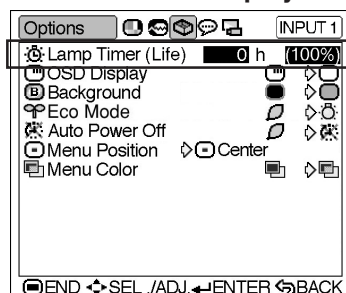 Options INPUT 1
Lamp Timer (Life) 0 h (100%)
OSD Display
B Background
Eco Mode
Auto Power Off
Menu Position Center
Menu Color
END SEL./ADJ. ENTER BACK